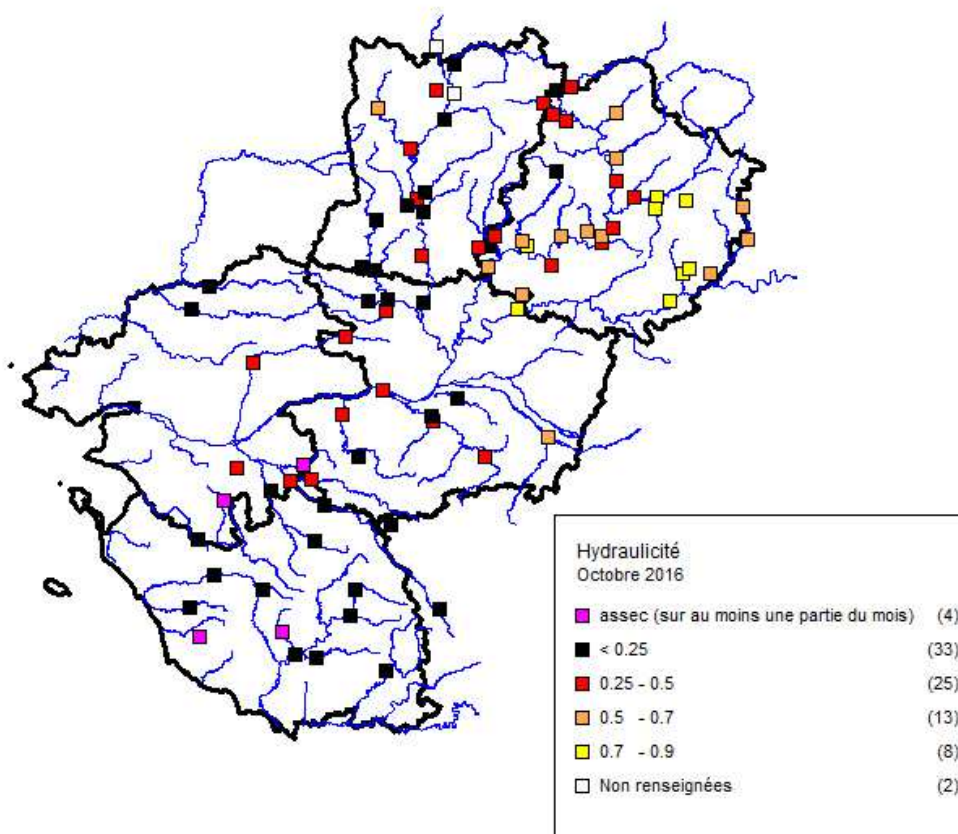 Hydraulicité
Octobre 2016
assec (sur au moins une partie du mois) (4)
< 0.25 (33)
0.25 - 0.5 (25)
0.5 - 0.7 (13)
0.7 - 0.9 (8)
Non renseignées (2)